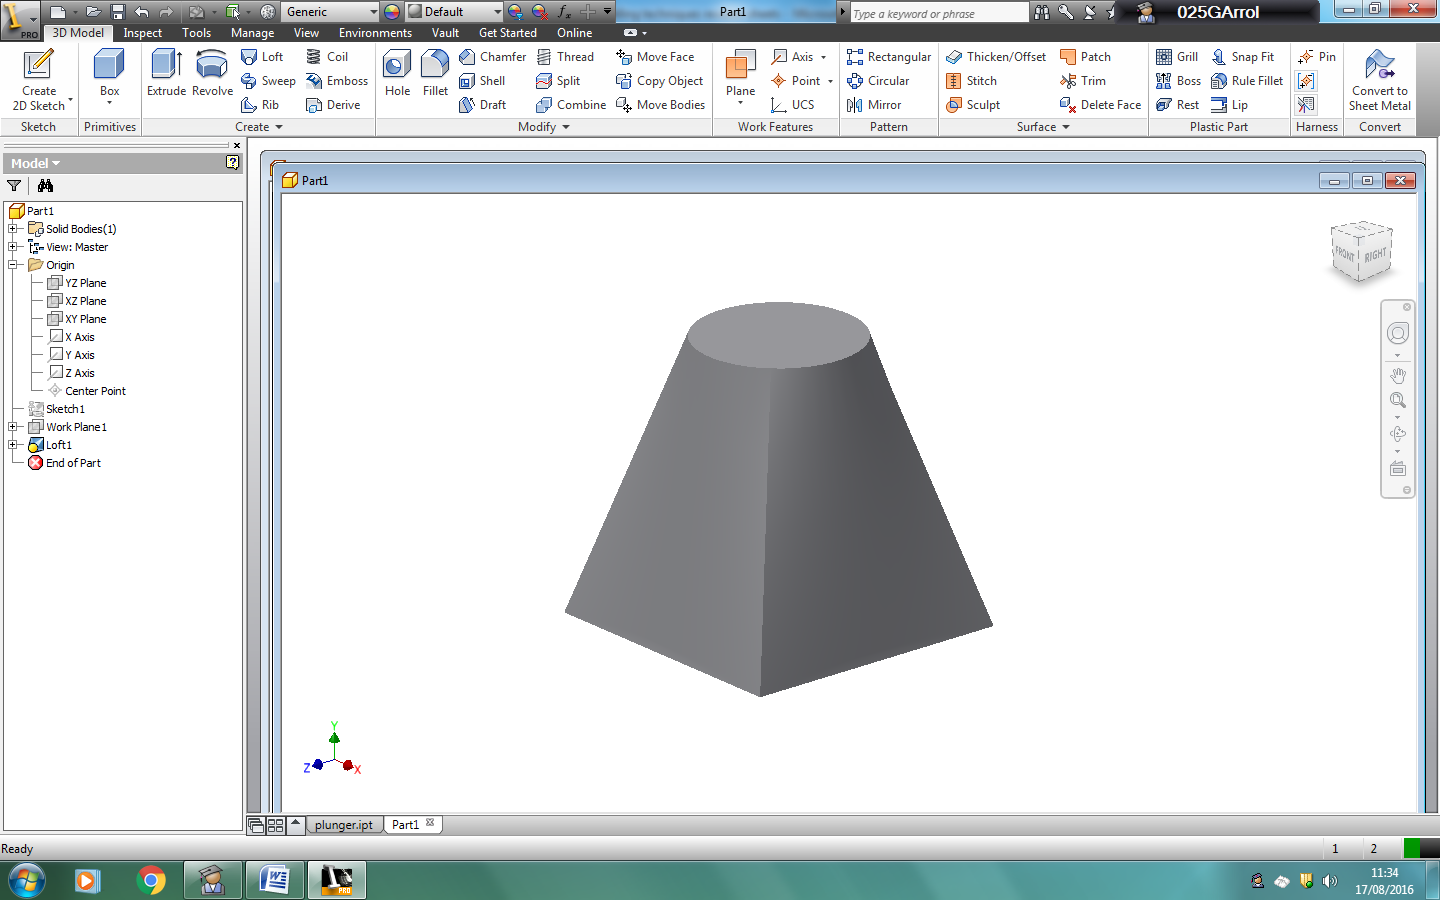 PRO
Generic
Default
Part1
Type a keyword or phrase
025GArrol
3D Model Inspect Tools Manage View Environments Vault Get Started Online
Create 2D Sketch
Sketch
Box
Primitives
Extrude Revolve
Loft Coil
Sweep Emboss
Rib Derive
Create
Hole Fillet
Chamfer Thread Move Face
Shell Split Copy Object
Draft Combine Move Bodies
Modify
Plane
Axis
Point
UCS
Work Features
Rectangular
Circular
Mirror
Pattern
Thicken/Offset Patch
Stitch Trim
Sculpt Delete Face
Surface
Grill Snap Fit
Boss Rule Fillet
Rest Lip
Plastic Part
Pin
Harness
Convert to Sheet Metal
Convert
Model
Part1
Solid Bodies(1)
View: Master
Origin
YZ Plane
XZ Plane
XY Plane
X Axis
Y Axis
Z Axis
Center Point
Sketch1
Work Plane1
Loft1
End of Part
Part1
FRONT RIGHT
Y
Z X
plunger.ipt Part1
Ready
1 2
PRO
11:34
17/08/2016